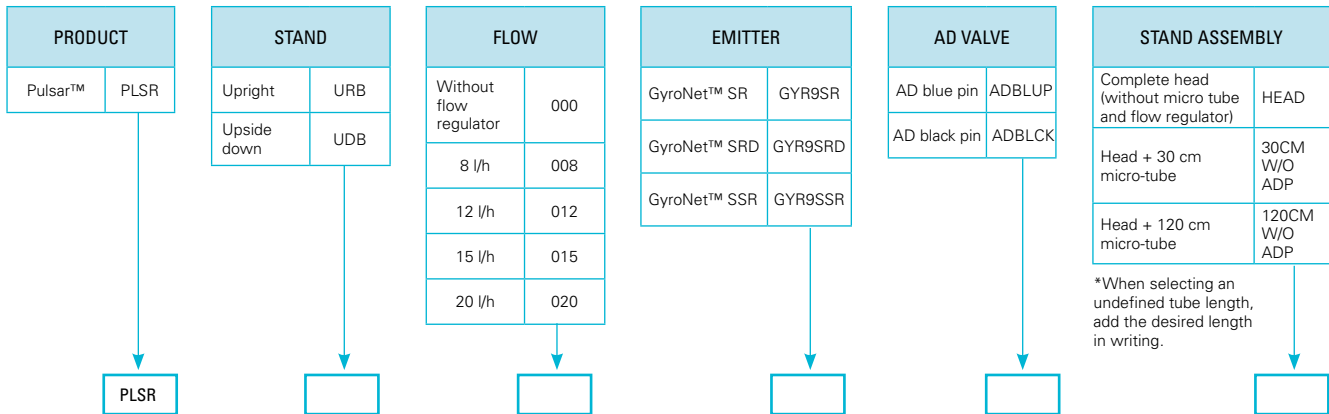 PRODUCT
Pulsar™ PLSR
STAND
Upright URB
Upside
down
UDB
FLOW
Without
flow
regulator
000
8 l/h 008
12 l/h 012
15 l/h 015
20 l/h 020
EMITTER
GyroNet™ SR GYR9SR
GyroNet™ SRD GYR9SRD
GyroNet™ SSR GYR9SSR
AD VALVE
AD blue pin ADBLUP
AD black pin ADBLCK
STAND ASSEMBLY
Complete head
(without micro tube
and flow regulator)
HEAD
Head + 30 cm
micro-tube
30CM
W/O
ADP
Head + 120 cm
micro-tube
120CM
W/O
ADP
*When selecting an
undefined tube length,
add the desired length
in writing.
PLSR